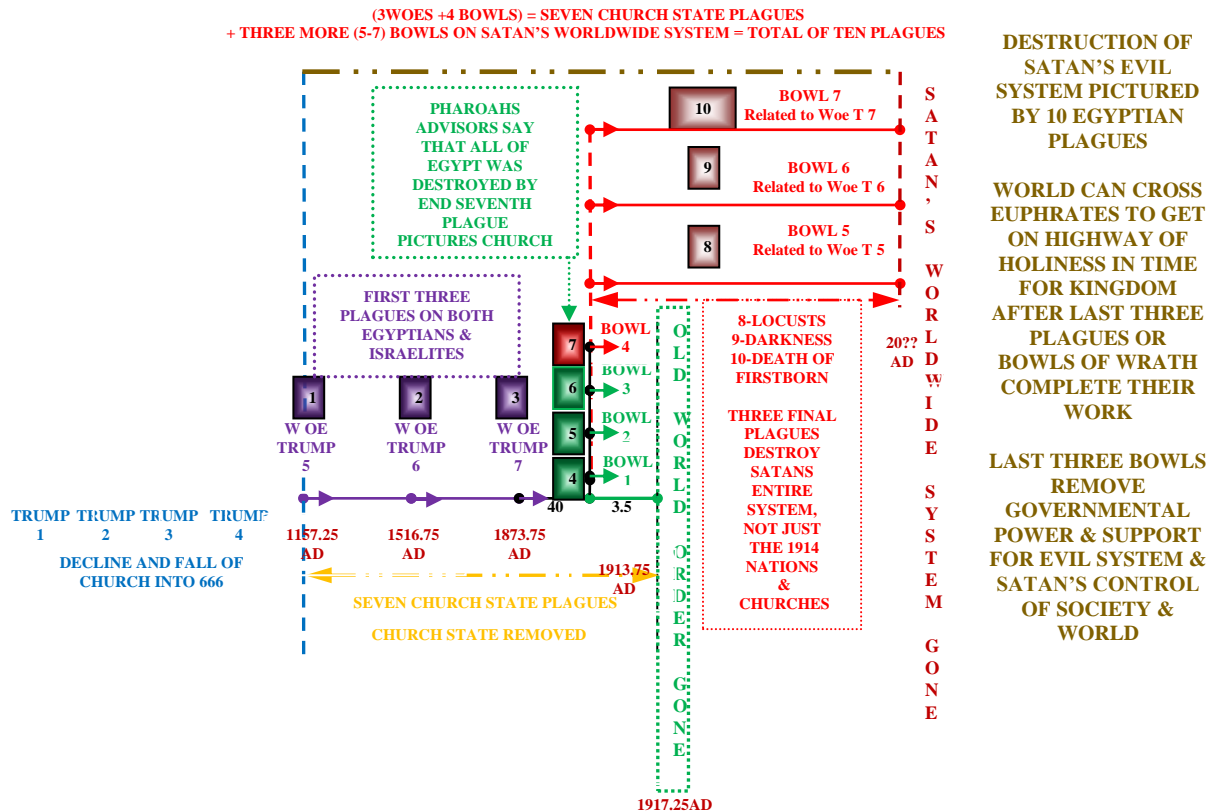 (3WOES +4 BOWLS) = SEVEN CHURCH STATE PLAGUES
+ THREE MORE (5-7) BOWLS ON SATAN'S WORLDWIDE SYSTEM = TOTAL OF TEN PLAGUES
PHAROAHS
ADVISORS SAY
THAT ALL OF
EGYPT WAS
DESTROYED BY
END SEVENTH
PLAGUE
PICTURES CHURCH
10
BOWL 7
Related to Woe T 7
9
BOWL 6
Related to Woe T 6
8
BOWL 5
Related to Woe T 5
FIRST THREE
PLAGUES ON BOTH
EGYPTIANS &
ISRAELITES
1
W OE
TRUMP
5
2
W OE
TRUMP
6
3
W OE
TRUMP
7
7
6
5
4
BOWL
4
BOWL
3
BOWL
2
BOWL
1
40
3.5
TRUMP
1
TRUMP
2
TRUMP
3
TRUMP
4
DECLINE AND FALL OF
CHURCH INTO 666
1157.25
AD
1516.75
AD
1873.75
AD
1913.75
AD
SEVEN CHURCH STATE PLAGUES
CHURCH STATE REMOVED
OLD WORLD ORDER GONE
1917.25AD
8-LOCUSTS
9-DARKNESS
10-DEATH OF
FIRSTBORN
THREE FINAL
PLAGUES
DESTROY
SATANS
ENTIRE
SYSTEM,
NOT JUST
THE 1914
NATIONS
&
CHURCHES
20??
AD
SATAN'S WORLDWIDE SYSTEM GONE
DESTRUCTION OF
SATAN'S EVIL
SYSTEM PICTURED
BY 10 EGYPTIAN
PLAGUES
WORLD CAN CROSS
EUPHRATES TO GET
ON HIGHWAY OF
HOLINESS IN TIME
FOR KINGDOM
AFTER LAST THREE
PLAGUES OR
BOWLS OF WRATH
COMPLETE THEIR
WORK
LAST THREE BOWLS
REMOVE
GOVERNMENTAL
POWER & SUPPORT
FOR EVIL SYSTEM &
SATAN'S CONTROL
OF SOCIETY &
WORLD